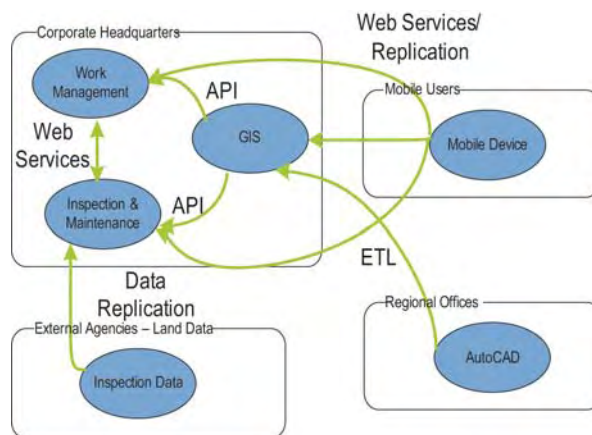 Corporate Headquarters
Web Services/
Replication
Work
Management
API
Mobile Users
GIS
Mobile Device
Web
Services
Inspection &
Maintenance
API
ETL
Data
Replication
External Agencies – Land Data
Regional Offices
Inspection Data
AutoCAD